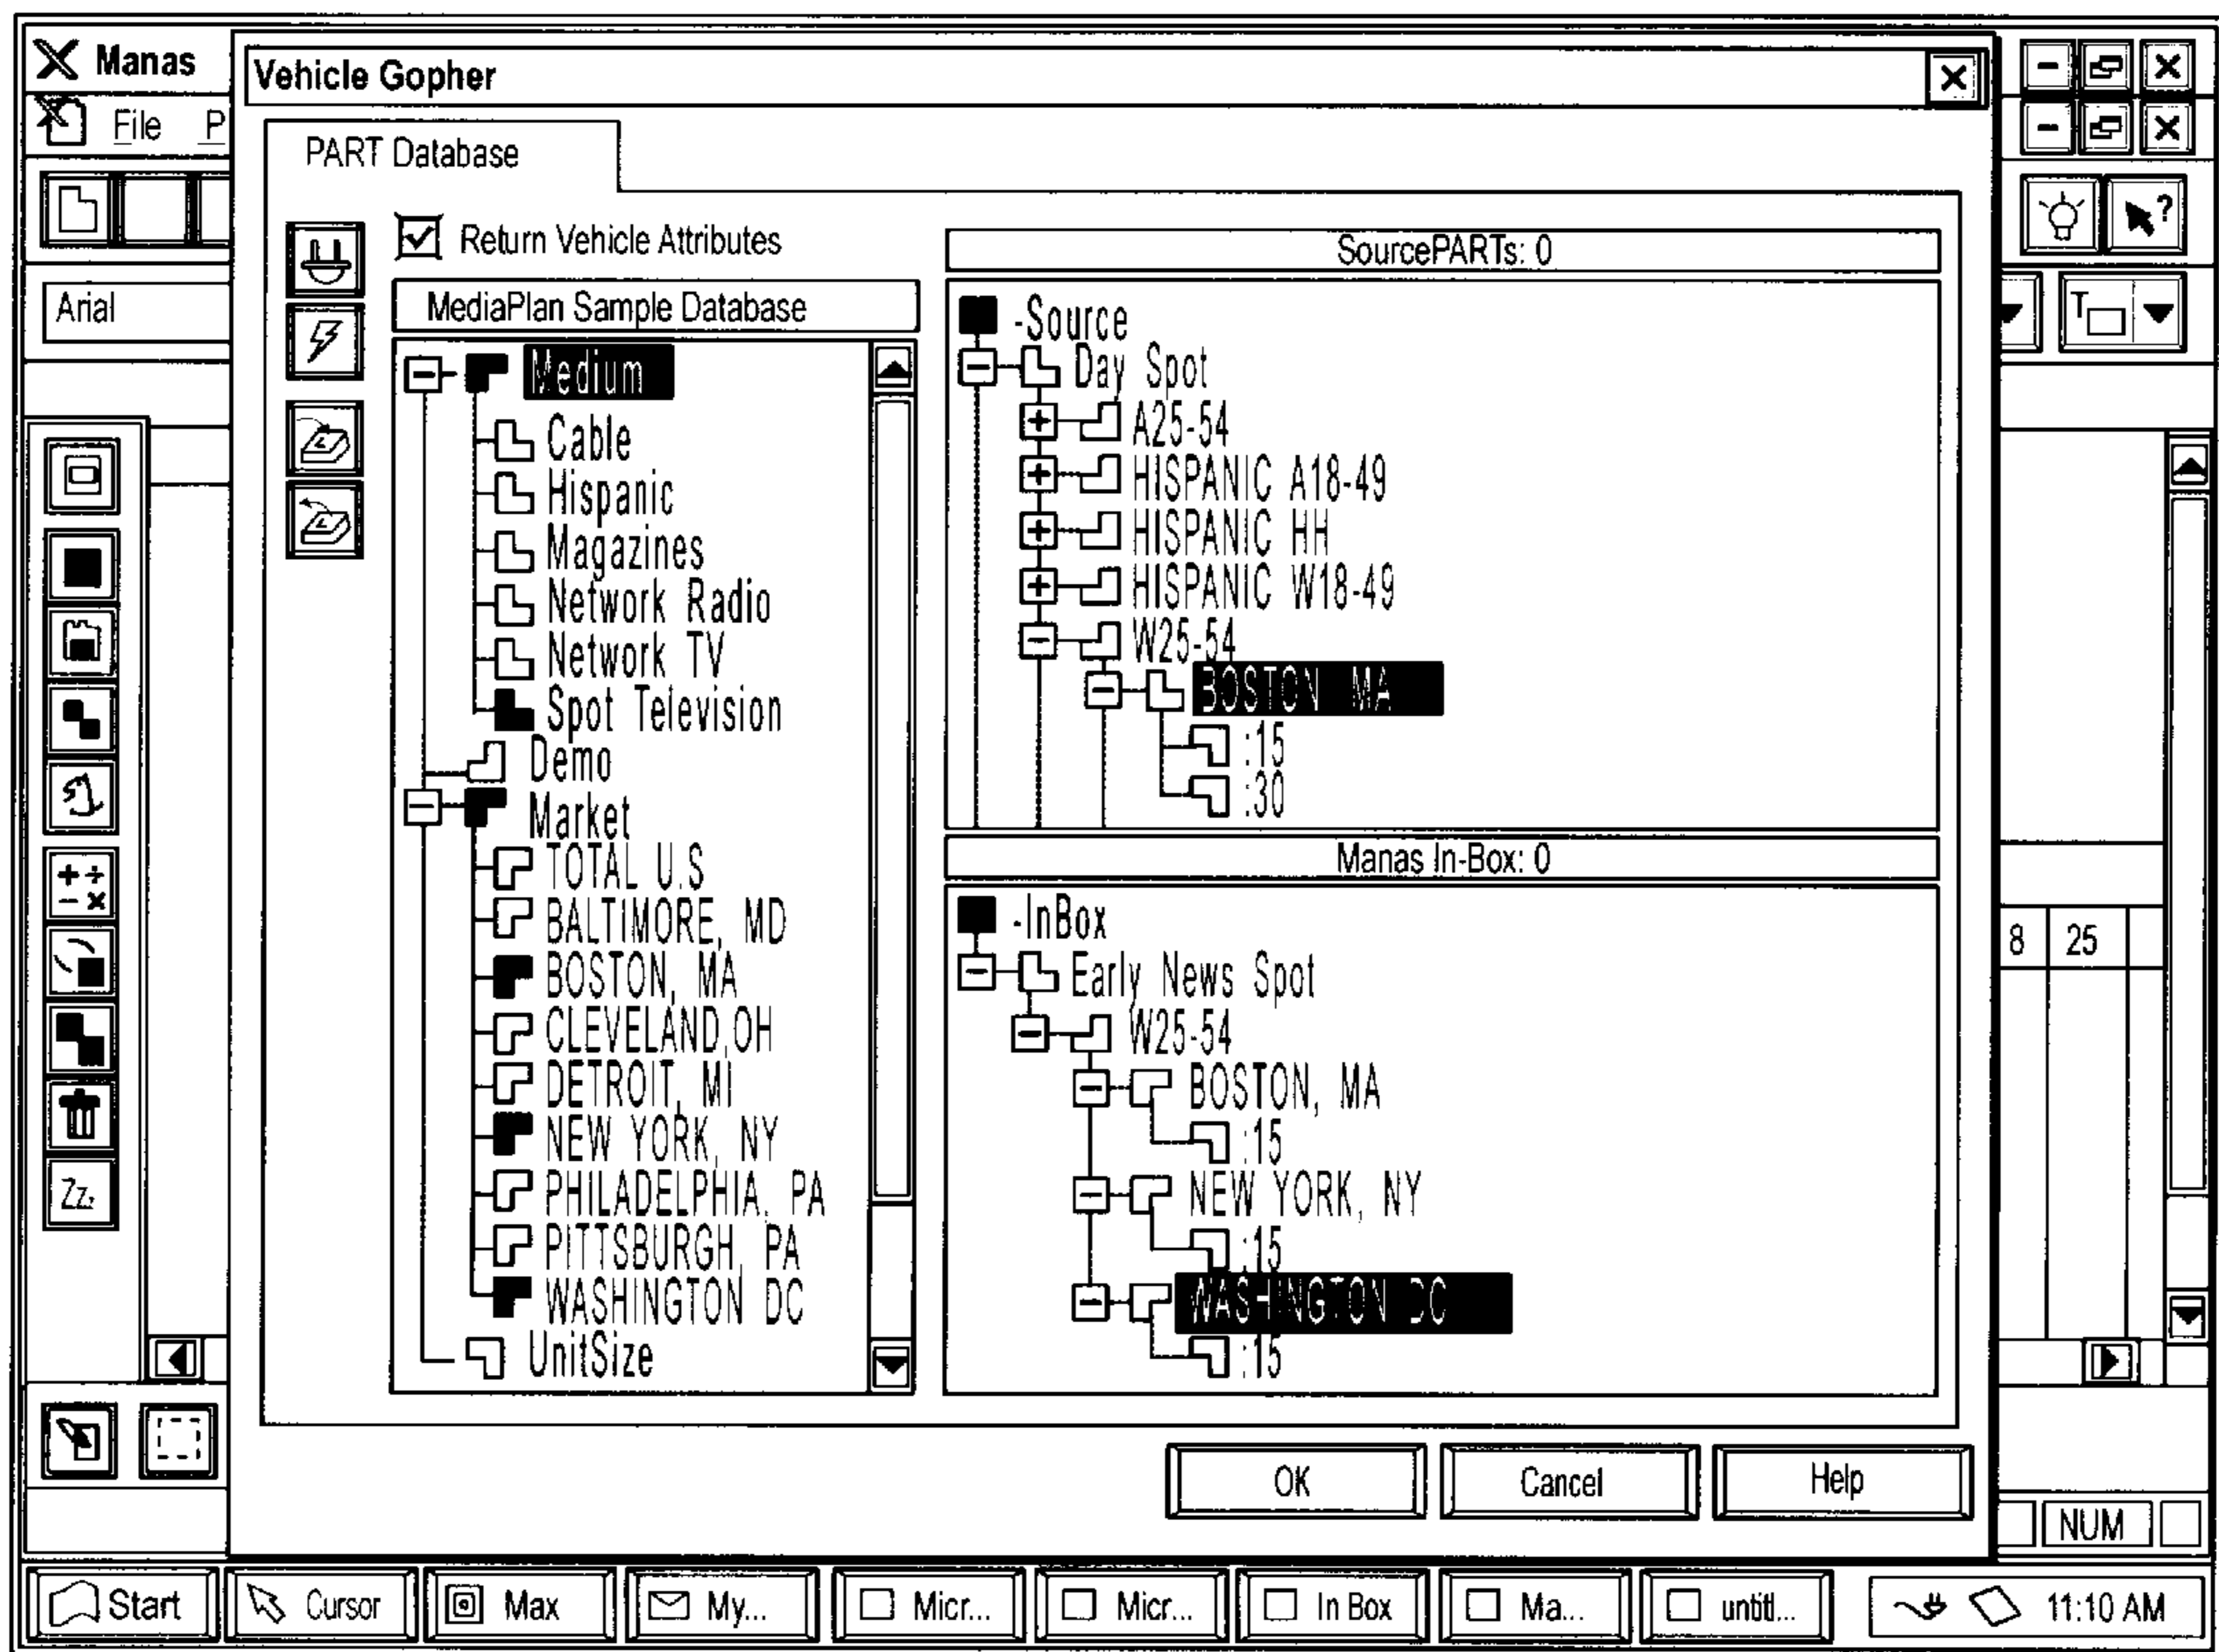 Manas
Vehicle Gopher
File P
PART Database
Return Vehicle Attributes
SourcePARTs: 0
Arial
MediaPlan Sample Database
Medium
Cable
Hispanic
Magazines
Network Radio
Network TV
Spot Television
Demo
Market
TOTAL U.S
BALTIMORE, MD
BOSTON, MA
CLEVELAND,OH
DETROIT, MI
NEW YORK, NY
PHILADELPHIA, PA
PITTSBURGH, PA
WASHINGTON DC
UnitSize
-Source
Day Spot
A25-54
HISPANIC A18-49
HISPANIC HH
HISPANIC W18-49
W25-54
BOSTON MA
:15
:30
Manas In-Box: 0
-InBox
Early News Spot
W25-54
BOSTON, MA
:15
NEW YORK, NY
:15
WASHINGTON DC
:15
8 25
Zzz
T
?
OK Cancel Help
NUM
Start Cursor Max My... Micr... Micr... In Box Ma... untitl... 11:10 AM